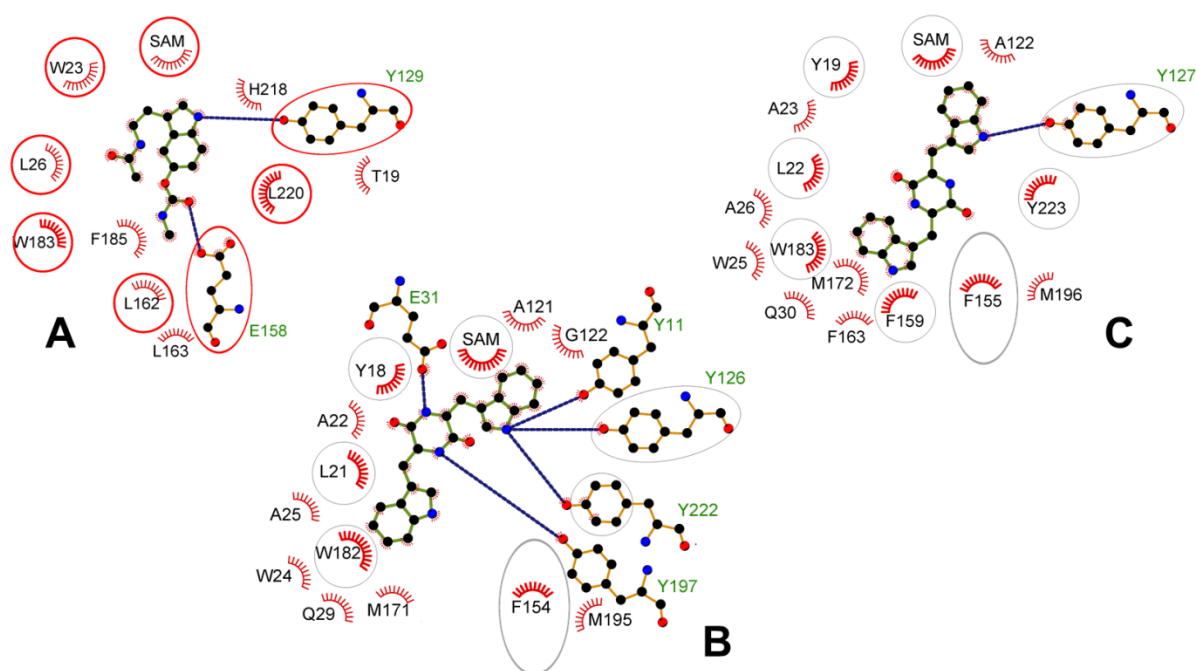 SAM
W23
H218
Y129
L26
L220
T19
W183
F185
L162
L163
E158
A
E31
A121
G122
Y11
SAM
Y18
Y126
A22
L21
A25
Y222
W182
W24
Q29
M171
Y197
F154
M195
B
SAM
A122
Y19
Y127
A23
L22
A26
Y223
W183
W25
M172
Q30
F155
M196
F159
F163
C